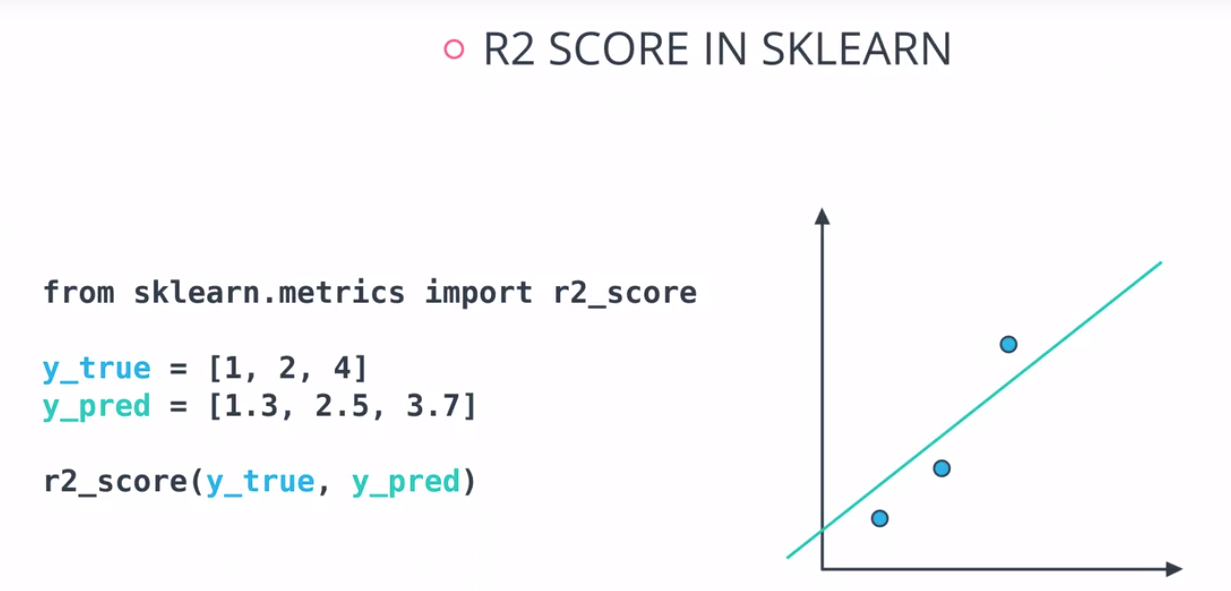 R2 SCORE IN SKLEARN
from sklearn.metrics import r2_score
y_true = [1, 2, 4]
y_pred = [1.3, 2.5, 3.7]
r2_score(y_true, y_pred)